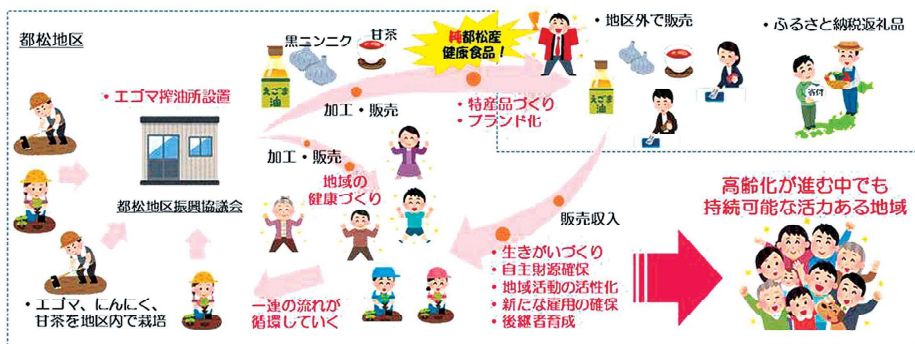 都松地区
・エゴマ搾油所設置
都松地区振興協議会
・エゴマ、にんにく、
甘茶を地区内で栽培
黒ニンニク
甘茶
えごま
油
純都松産
健康食品！
加工・販売
・特産品づくり
・ブランド化
加工・販売
地域の
健康づくり
・地区外で販売
えごま
油
・ふるさと納税返礼品
寄付
販売収入
・生きがいづくり
・自主財源確保
・地域活動の活性化
・新たな雇用の確保
・後継者育成
一連の流れが
循環していく
高齢化が進む中でも
持続可能な活力ある地域